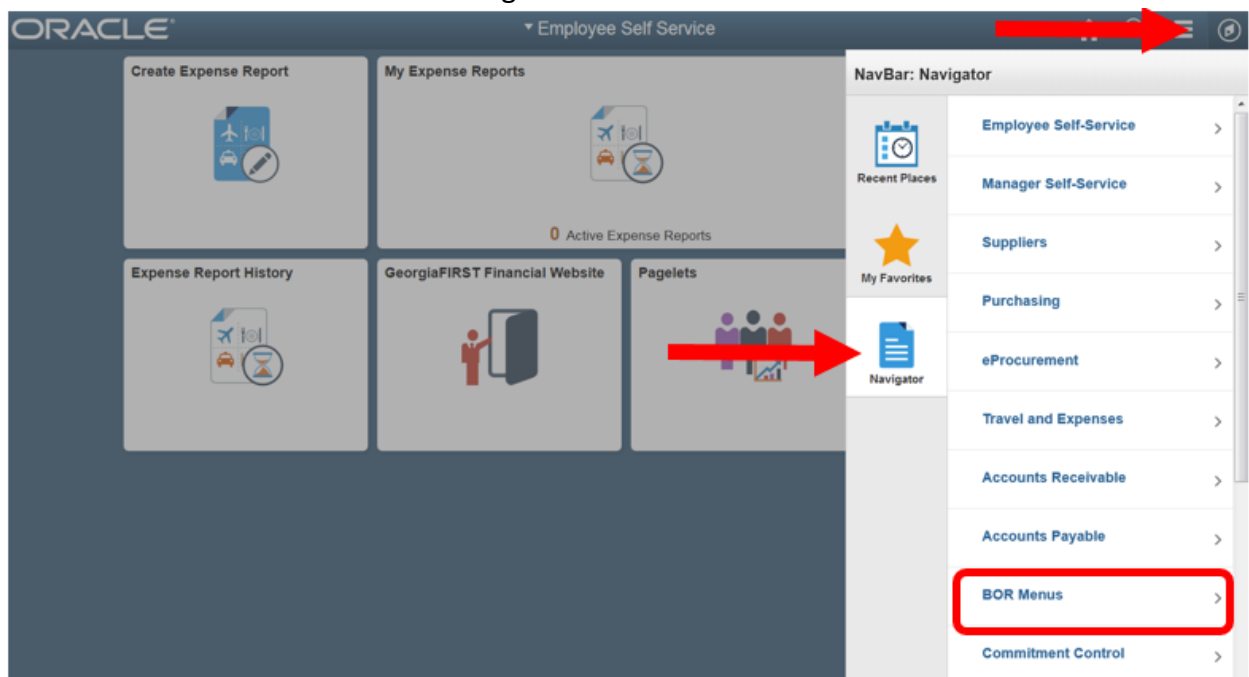 ORACLE
Employee Self Service
Create Expense Report
My Expense Reports
0 Active Expense Reports
Expense Report History
GeorgiaFIRST Financial Website
Pagelets
NavBar: Navigator
Recent Places
My Favorites
Navigator
Employee Self-Service
Manager Self-Service
Suppliers
Purchasing
eProcurement
Travel and Expenses
Accounts Receivable
Accounts Payable
BOR Menus
Commitment Control